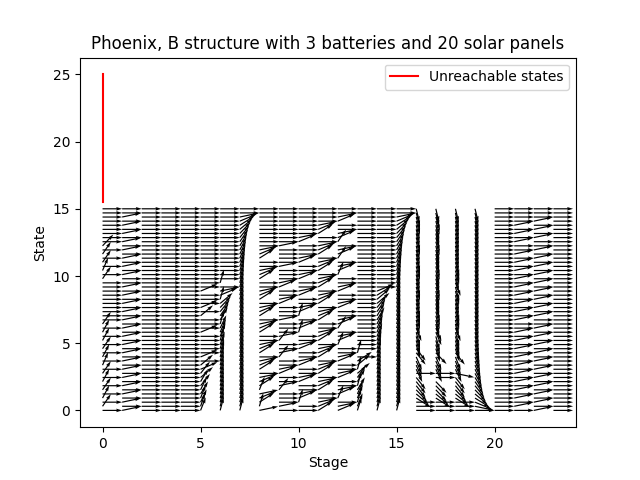 Phoenix, B structure with 3 batteries and 20 solar panels
Unreachable states
25
20
15
10
5
0
State
0 5 10 15 20
Stage